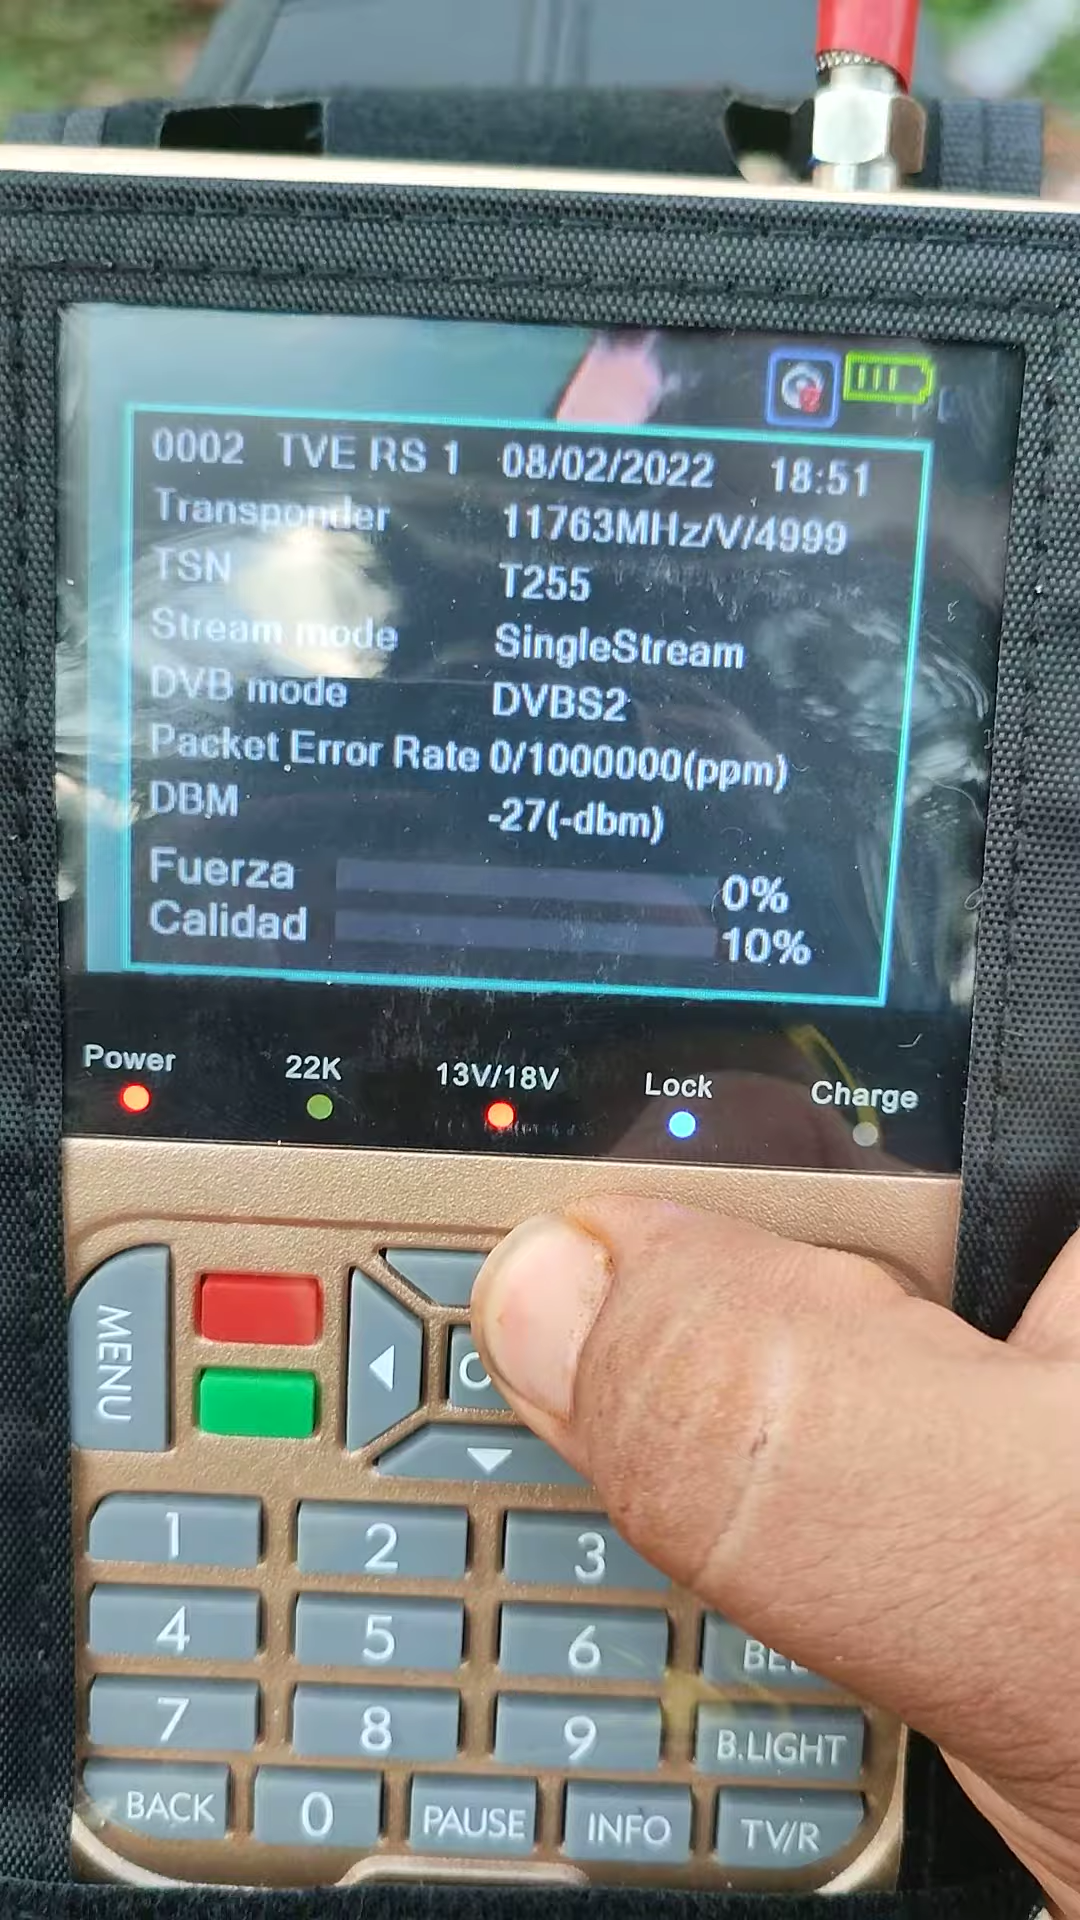 0002 TVE RS 1 08/02/2022 18:51
Transponder 11763MHz/V/4999
TSN T255
Stream mode SingleStream
DVB mode DVBS2
Packet Error Rate 0/1000000(ppm)
DBM -27(-dbm)
Fuerza 0%
Calidad 10%
Power 22K 13V/18V Lock Charge
MENU
1 2 3
4 5 6
7 8 9 B.LIGHT
BACK 0 PAUSE INFO TV/R